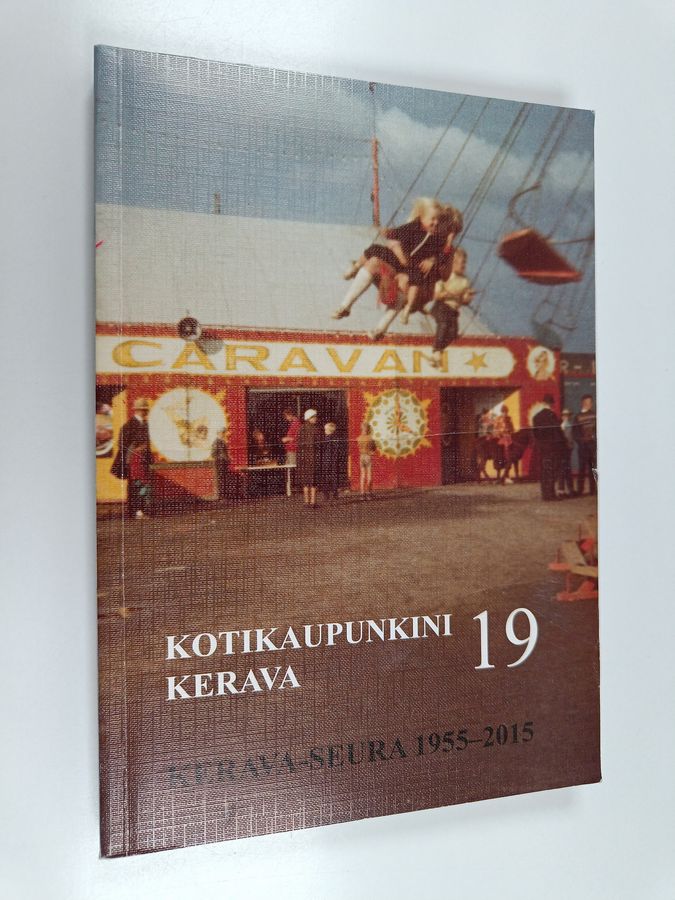 CARAVAN
KOTIKAUPUNKINI
KERAVA
19
KERAVA-SEURA 1955–2015